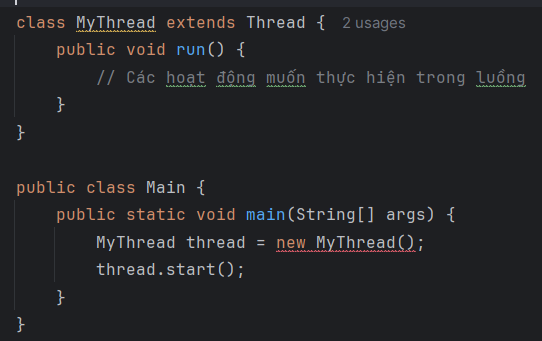 class MyThread extends Thread { 2 usages
public void run() {
// Các hoạt động muốn thực hiện trong luồng
}
}
public class Main {
public static void main(String[] args) {
MyThread thread = new MyThread();
thread.start();
}
}